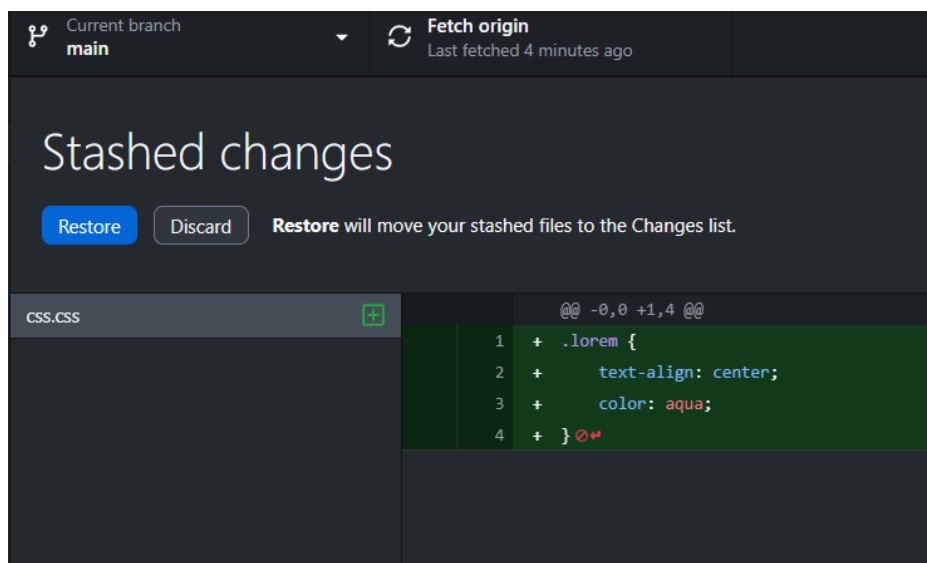 Current branch
main
Fetch origin
Last fetched 4 minutes ago
Stashed changes
Restore
Discard
Restore will move your stashed files to the Changes list.
css.css
@@ -0,0 +1,4 @@
1 + .lorem {
2 +     text-align: center;
3 +     color: aqua;
4 + }